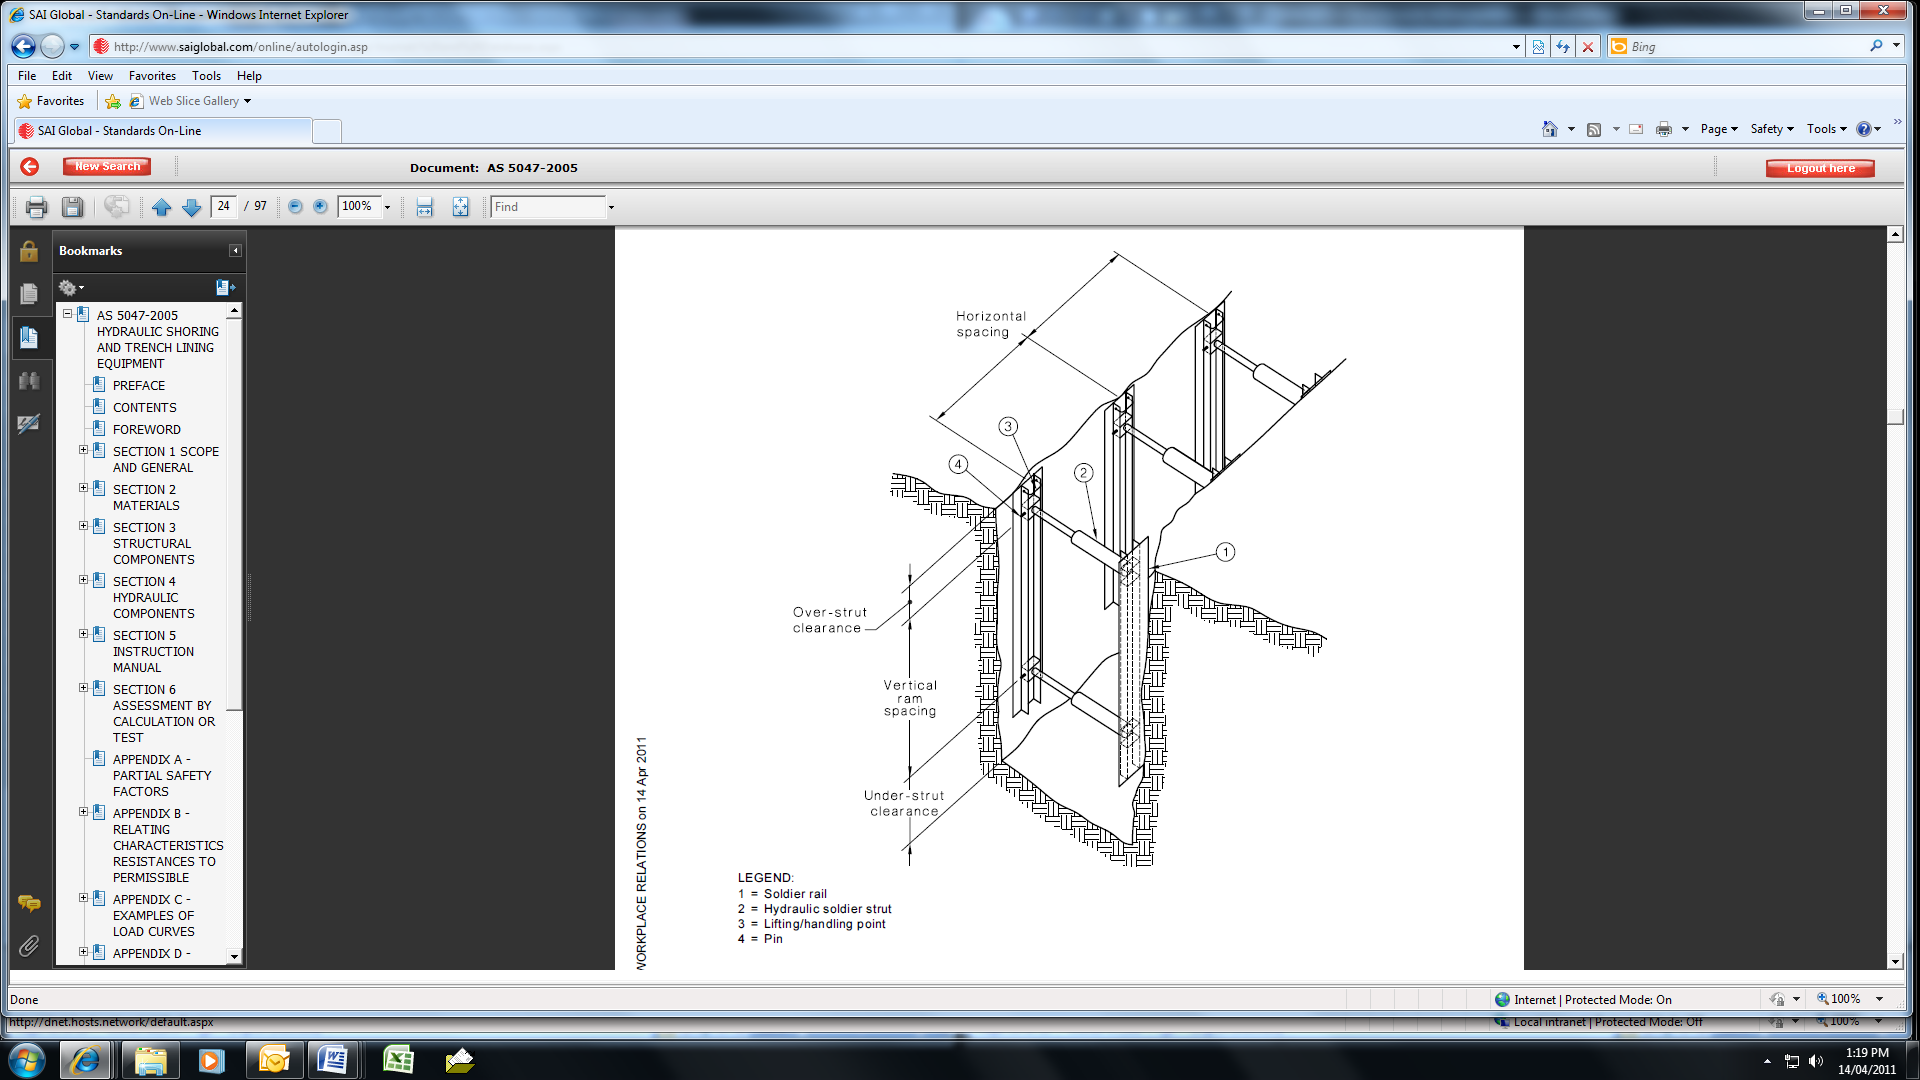 SAI Global - Standards On-Line - Windows Internet Explorer
http://www.saiglobal.com/online/autologin.asp
Bing
File Edit View Favorites Tools Help
Favorites Web Slice Gallery
SAI Global - Standards On-Line
Page Safety Tools
New Search
Document: AS 5047-2005
Logout here
24 / 97
100%
Find
Bookmarks
AS 5047-2005
HYDRAULIC SHORING
AND TRENCH LINING
EQUIPMENT
PREFACE
CONTENTS
FOREWORD
SECTION 1 SCOPE
AND GENERAL
SECTION 2
MATERIALS
SECTION 3
STRUCTURAL
COMPONENTS
SECTION 4
HYDRAULIC
COMPONENTS
SECTION 5
INSTRUCTION
MANUAL
SECTION 6
ASSESSMENT BY
CALCULATION OR
TEST
APPENDIX A -
PARTIAL SAFETY
FACTORS
APPENDIX B -
RELATING
CHARACTERISTICS
RESISTANCES TO
PERMISSIBLE
APPENDIX C -
EXAMPLES OF
LOAD CURVES
APPENDIX D -
Horizontal
spacing
3
4
2
1
Over-strut
clearance
Vertical
ram
spacing
Under-strut
clearance
WORKPLACE RELATIONS on 14 Apr 2011
LEGEND:
1 = Soldier rail
2 = Hydraulic soldier strut
3 = Lifting/handling point
4 = Pin
Done
Internet | Protected Mode: On
100%
http://dnet.hosts.network/default.aspx
Local intranet | Protected Mode: Off
100%
1:19 PM
14/04/2011